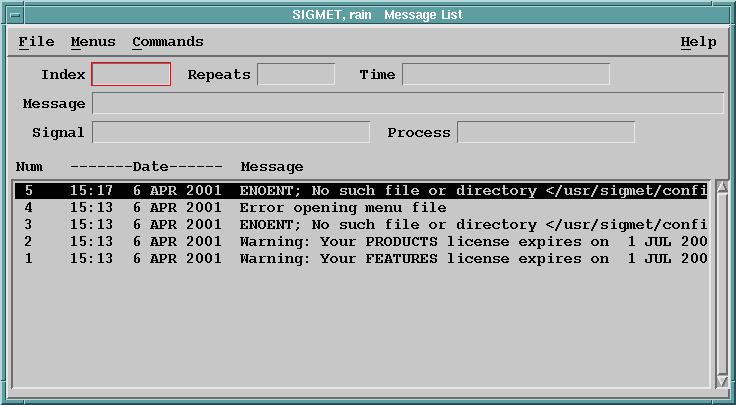 SIGMET, rain Message List
File Menus Commands Help
Index Repeats Time
Message
Signal Process
Num -------Date------ Message
5 15:17 6 APR 2001 ENOENT; No such file or directory </usr/sigmet/confi
4 15:13 6 APR 2001 Error opening menu file
3 15:13 6 APR 2001 ENOENT; No such file or directory </usr/sigmet/confi
2 15:13 6 APR 2001 Warning: Your PRODUCTS license expires on 1 JUL 200
1 15:13 6 APR 2001 Warning: Your FEATURES license expires on 1 JUL 200